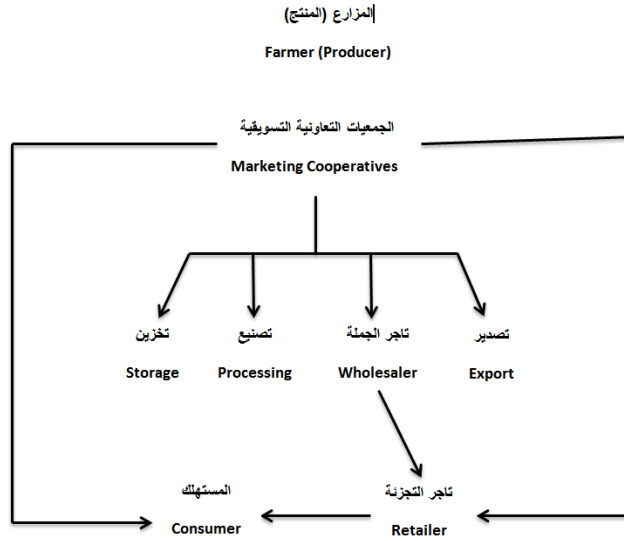 المزارع (المنتج)
Farmer (Producer)
الجمعيات التعاونية التسويقية
Marketing Cooperatives
تخزين
Storage
تصنيع
Processing
تاجر الجملة
Wholesaler
تصدير
Export
المستهلك
Consumer
تاجر التجزئة
Retailer